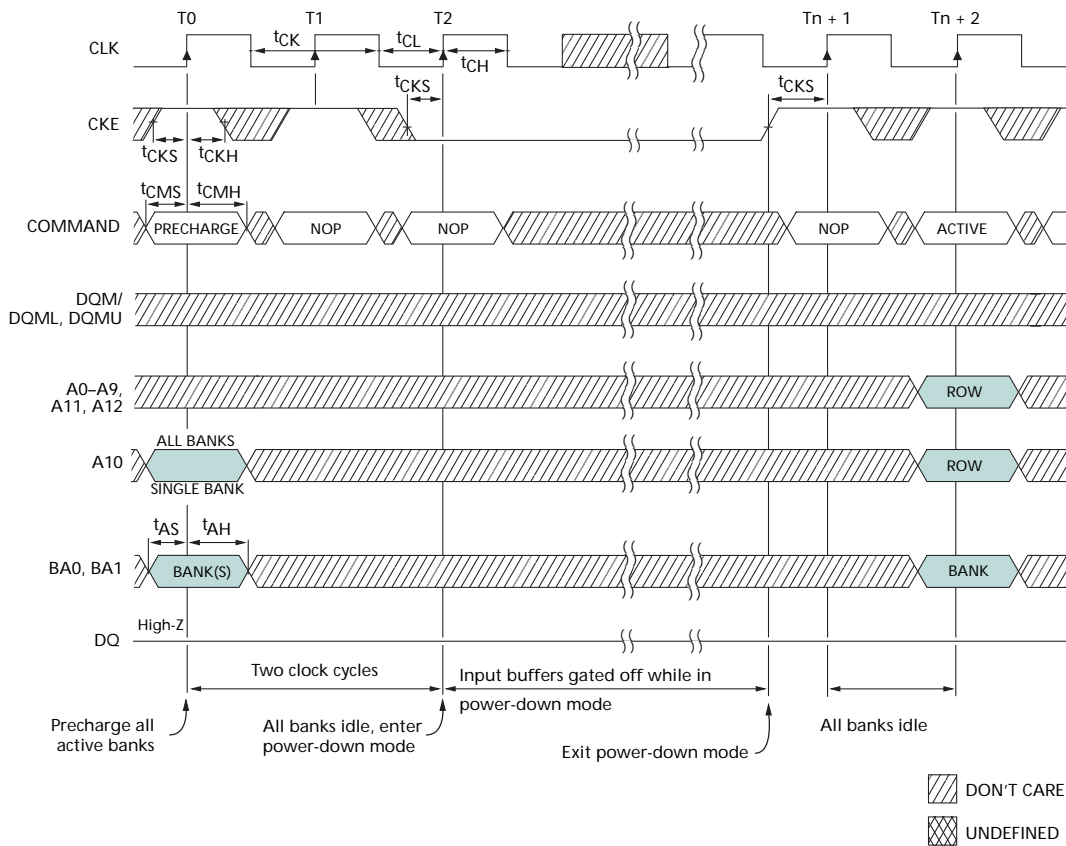 T0
T1
T2
Tn + 1
Tn + 2
CLK
tCK
tCL
tCH
tCKS
tCKS
CKE
tCKS
tCKH
tCMS
tCMH
COMMAND
PRECHARGE
NOP
NOP
NOP
ACTIVE
DQM/
DQML, DQMU
A0–A9,
A11, A12
ROW
ALL BANKS
A10
ROW
SINGLE BANK
tAS
tAH
BA0, BA1
BANK(S)
BANK
High-Z
DQ
Two clock cycles
Input buffers gated off while in
power-down mode
Precharge all
active banks
All banks idle, enter
power-down mode
Exit power-down mode
All banks idle
DON'T CARE
UNDEFINED